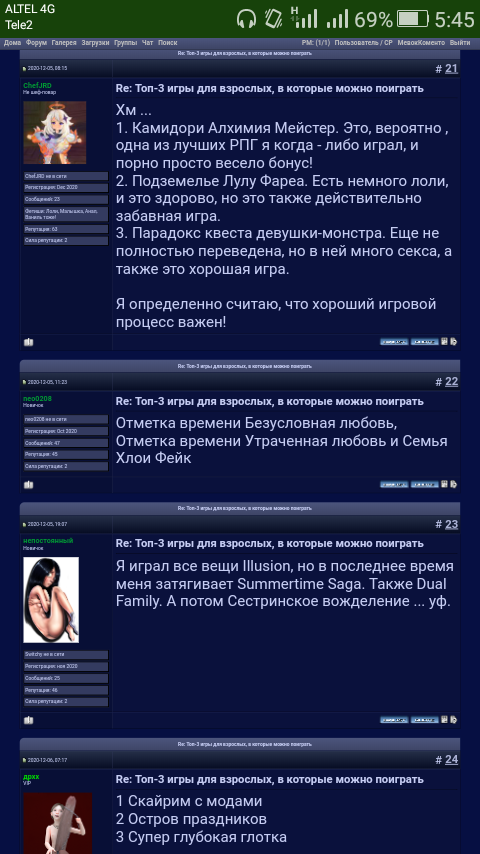 ALTEL 4G
Tele2
H
69%
5:45
Дома Форум Галерея Загрузки Группы Чат Поиск
PM: (1/1) Пользователь / CP МевокКоменто Выйти
Re: Топ-3 игры для взрослых, в которые можно поиграть
2020-12-05, 08:15
# 21
ChefJRD
Не шеф-повар
ChefJRD не в сети
Регистрация: Dec 2020
Сообщений: 23
Репутация: 63
Сила репутации: 2
Re: Топ-3 игры для взрослых, в которые можно поиграть
Хм ...
1. Камидори Алхимия Мейстер. Это, вероятно ,
одна из лучших РПГ я когда - либо играл, и
порно просто весело бонус!
2. Подземелье Лулу Фареа. Есть немного лоли,
и это здорово, но это также действительно
забавная игра.
3. Парадокс квеста девушки-монстра. Еще не
полностью переведена, но в ней много секса, а
также это хорошая игра.
Я определенно считаю, что хороший игровой
процесс важен!
Re: Топ-3 игры для взрослых, в которые можно поиграть
2020-12-05, 11:23
# 22
neo0208
Новичок
neo0208 не в сети
Регистрация: Oct 2020
Сообщений: 47
Репутация: 45
Сила репутации: 2
Re: Топ-3 игры для взрослых, в которые можно поиграть
Отметка времени Безусловная любовь,
Отметка времени Утраченная любовь и Семья
Хлои Фейк
Re: Топ-3 игры для взрослых, в которые можно поиграть
2020-12-05, 19:07
# 23
непостоянный
Новичок
Switchy не в сети
Регистрация: ноя 2020
Сообщений: 25
Репутация: 46
Сила репутации: 2
Re: Топ-3 игры для взрослых, в которые можно поиграть
Я играл все вещи Illusion, но в последнее время
меня затягивает Summertime Saga. Также Dual
Family. А потом Сестринское вожделение ... уф.
Re: Топ-3 игры для взрослых, в которые можно поиграть
2020-12-06, 07:17
# 24
VIP
Re: Топ-3 игры для взрослых, в которые можно поиграть
1 Скайрим с модами
2 Остров праздников
3 Супер глубокая глотка